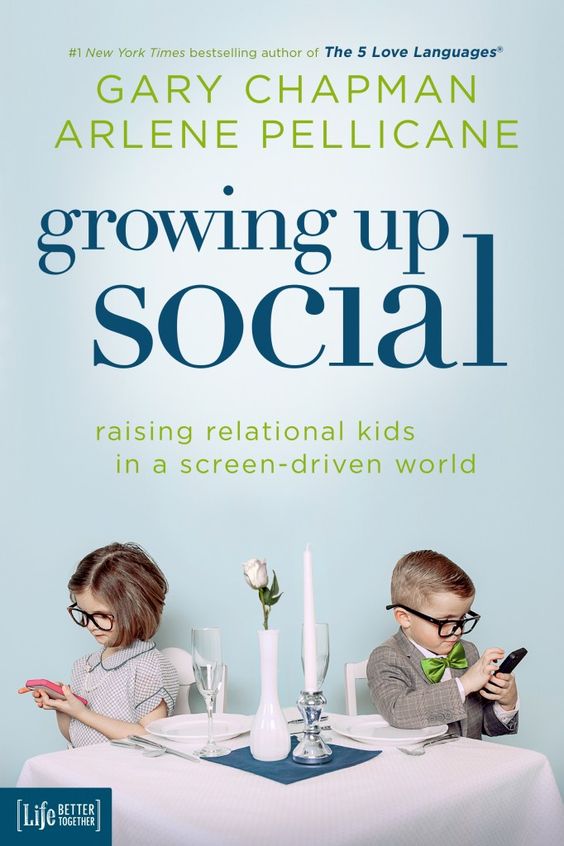 #1 New York Times bestselling author of The 5 Love Languages®
GARY CHAPMAN
ARLENE PELLICANE
growing up
social
raising relational kids
in a screen-driven world
[Life BETTER TOGETHER]